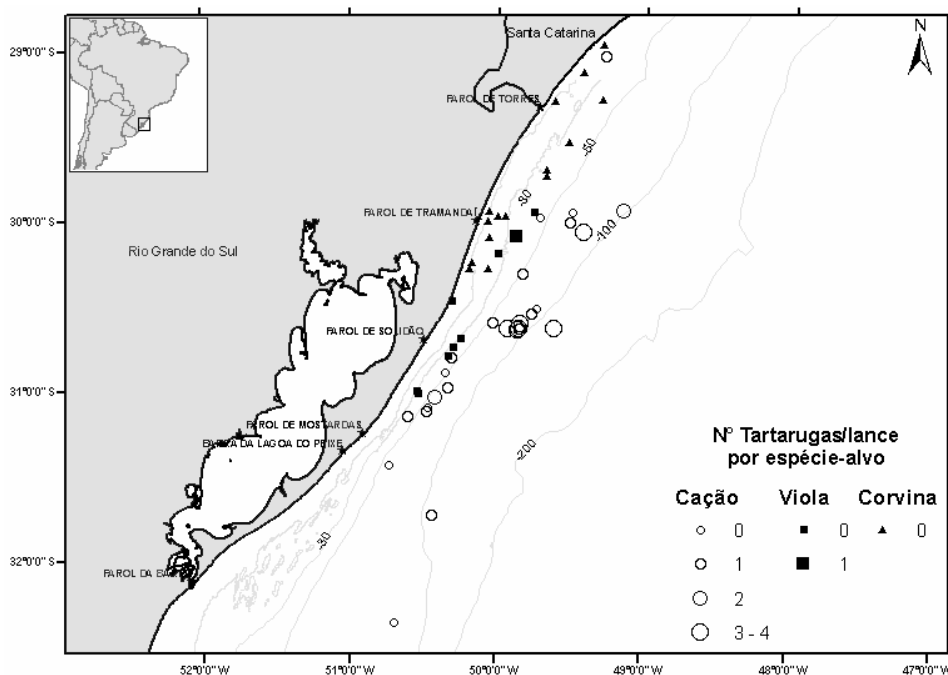 N
Santa Catarina
29°0'0" S
FAROL DE TORRES
-50
-50
FAROL DE TRAMANDAÍ
30°0'0" S
-100
Rio Grande do Sul
FAROL DE SOLIDÃO
31°0'0" S
FAROL DE MOSTARDAS
BARRA DA LAGOA DO PEIXE
-200
Nº Tartarugas/lance
por espécie-alvo
Cação Viola Corvina
0 0 0
1 1
2
3 - 4
-50
32°0'0" S
FAROL DA
52°0'0" W 51°0'0" W 50°0'0" W 49°0'0" W 48°0'0" W 47°0'0" W